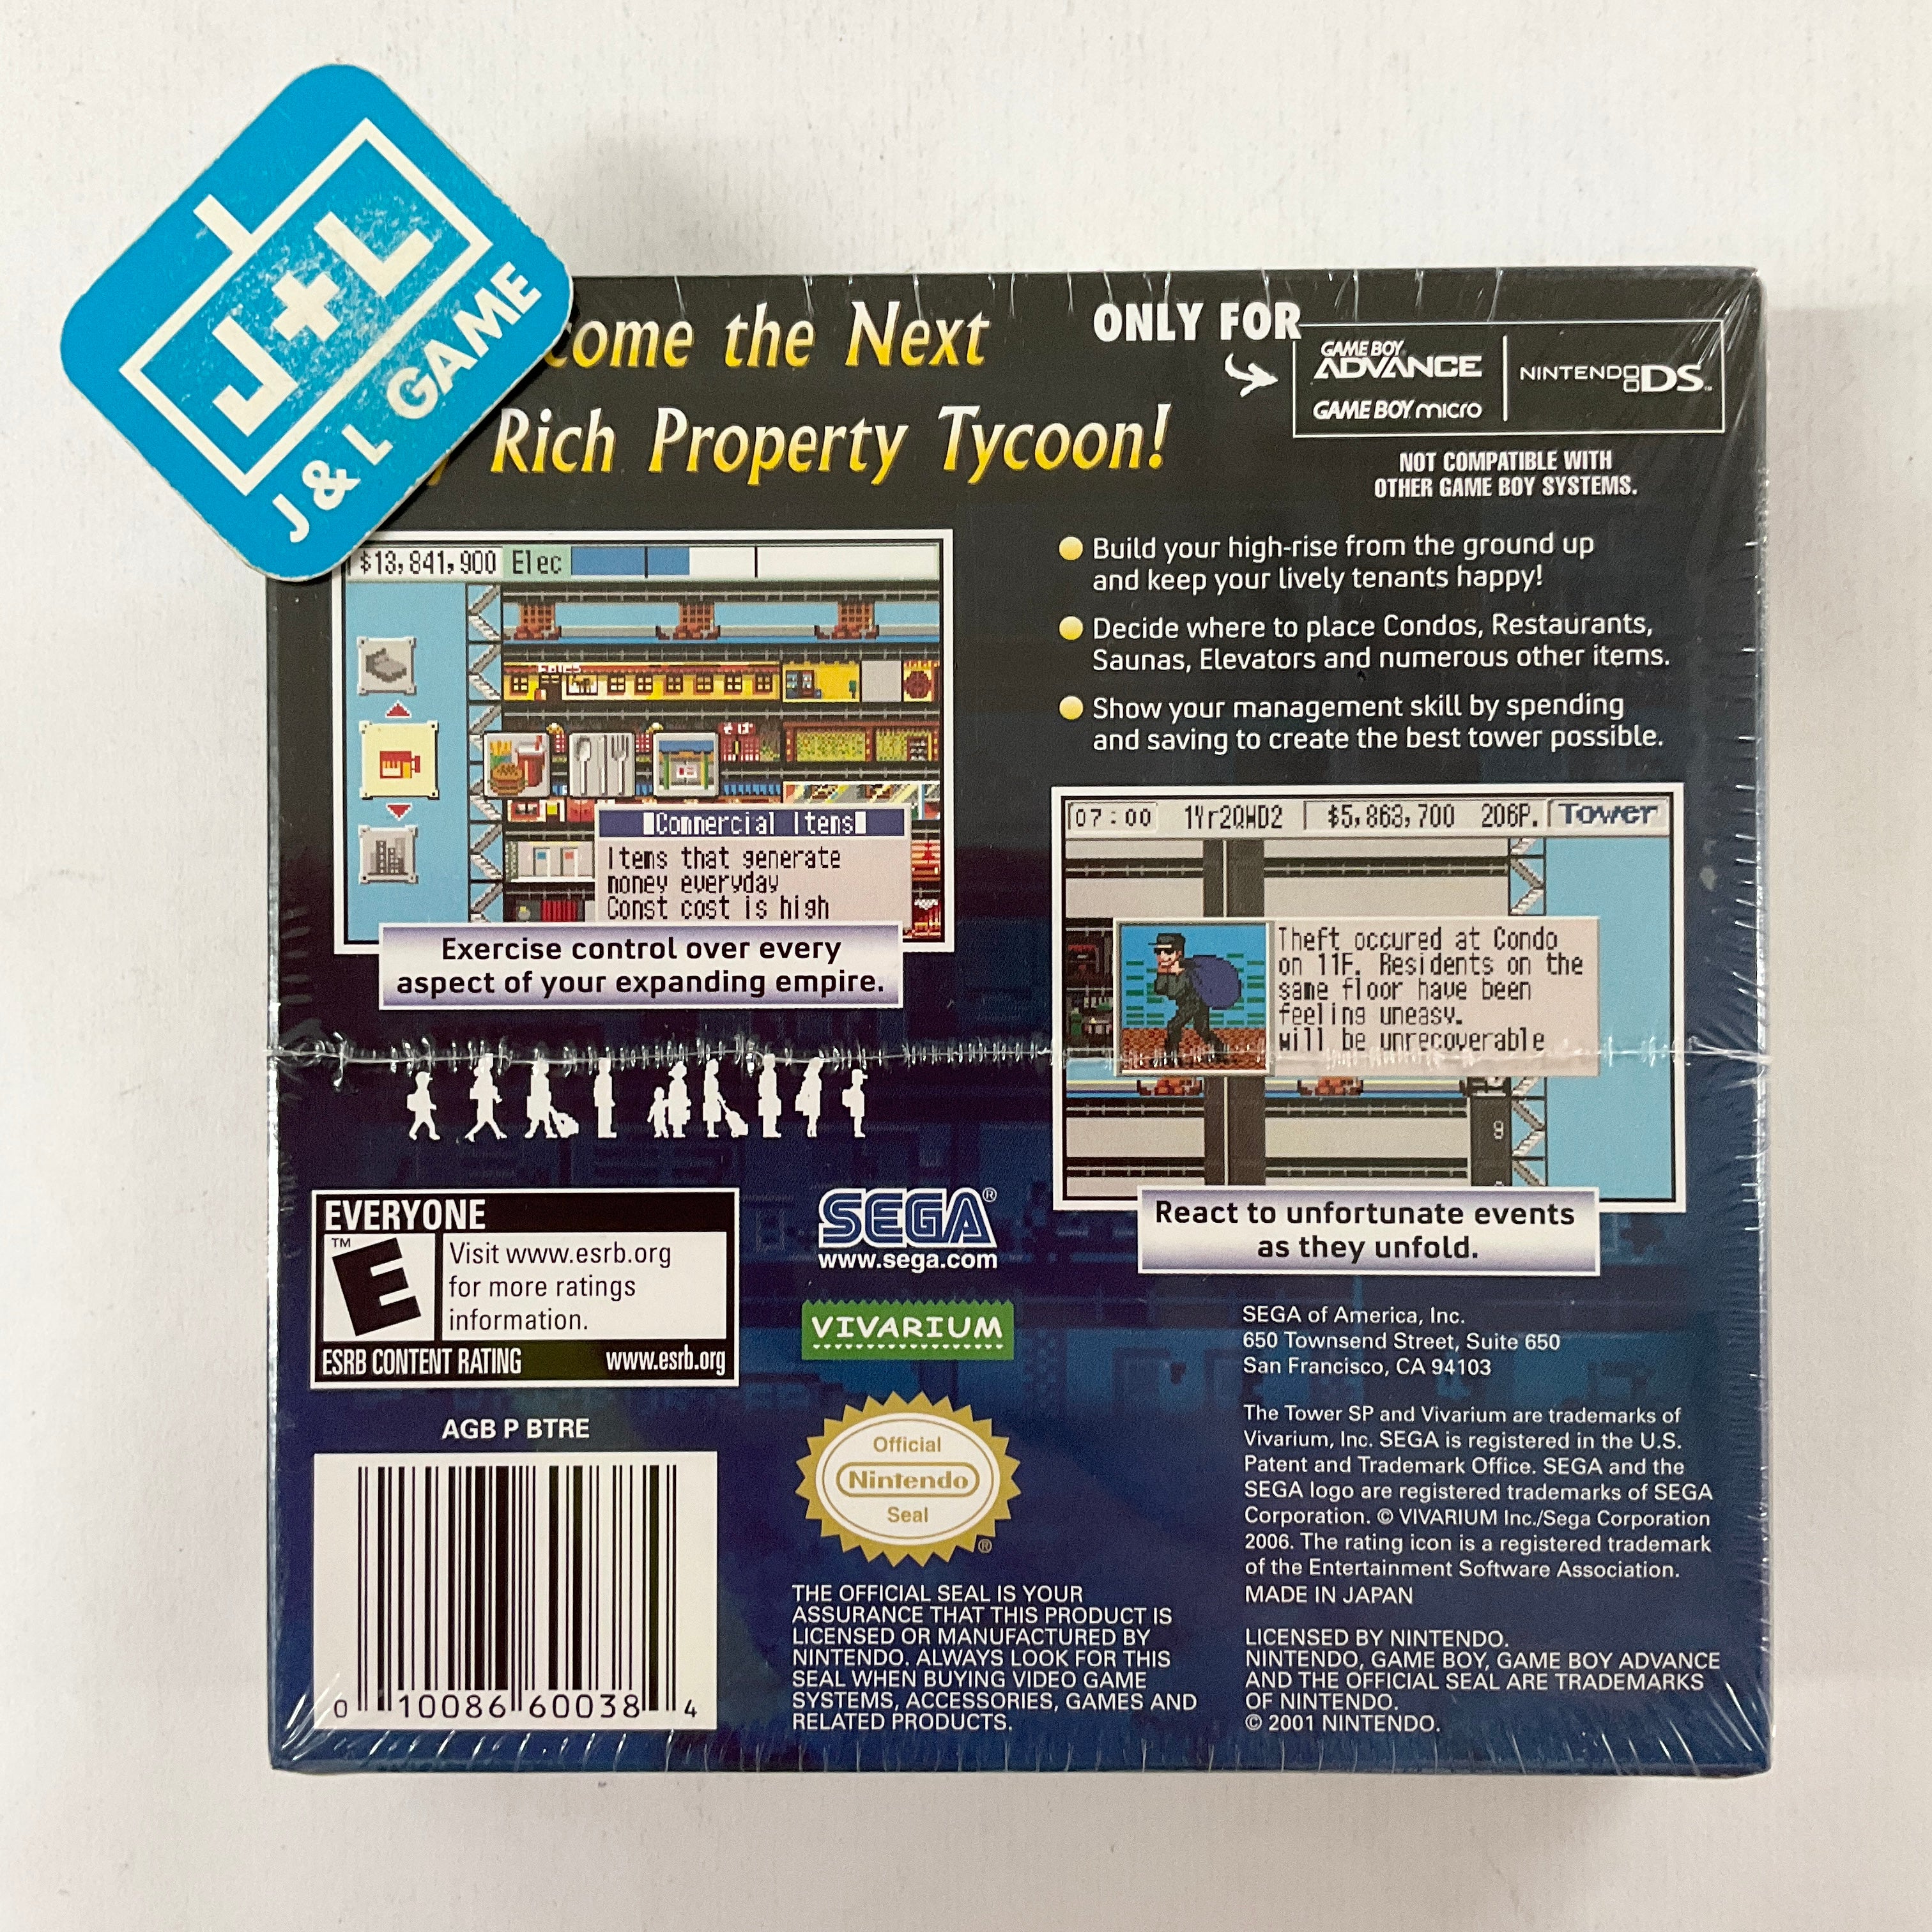 J+L
J & L GAME
come the Next
Rich Property Tycoon!
ONLY FOR
GAME BOY
ADVANCE
GAME BOY micro
NINTENDO DS™
NOT COMPATIBLE WITH
OTHER GAME BOY SYSTEMS.
$13,841,900 Elec
■Commercial Items■
Items that generate
money everyday
Const cost is high
Exercise control over every
aspect of your expanding empire.
Build your high-rise from the ground up
and keep your lively tenants happy!
Decide where to place Condos, Restaurants,
Saunas, Elevators and numerous other items.
Show your management skill by spending
and saving to create the best tower possible.
07:00 1Yr2QWD2 $5,863,700 206P. Tower
Theft occured at Condo
on 11F. Residents on the
same floor have been
feeling uneasy.
will be unrecoverable
8
React to unfortunate events
as they unfold.
EVERYONE
™
E
Visit www.esrb.org
for more ratings
information.
ESRB CONTENT RATING www.esrb.org
SEGA®
www.sega.com
VIVARIUM
AGB P BTRE
0 10086 60038 4
Official
Nintendo
Seal
®
THE OFFICIAL SEAL IS YOUR
ASSURANCE THAT THIS PRODUCT IS
LICENSED OR MANUFACTURED BY
NINTENDO. ALWAYS LOOK FOR THIS
SEAL WHEN BUYING VIDEO GAME
SYSTEMS, ACCESSORIES, GAMES AND
RELATED PRODUCTS.
SEGA of America, Inc.
650 Townsend Street, Suite 650
San Francisco, CA 94103
The Tower SP and Vivarium are trademarks of
Vivarium, Inc. SEGA is registered in the U.S.
Patent and Trademark Office. SEGA and the
SEGA logo are registered trademarks of SEGA
Corporation. © VIVARIUM Inc./Sega Corporation
2006. The rating icon is a registered trademark
of the Entertainment Software Association.
MADE IN JAPAN
LICENSED BY NINTENDO.
NINTENDO, GAME BOY, GAME BOY ADVANCE
AND THE OFFICIAL SEAL ARE TRADEMARKS
OF NINTENDO.
© 2001 NINTENDO.